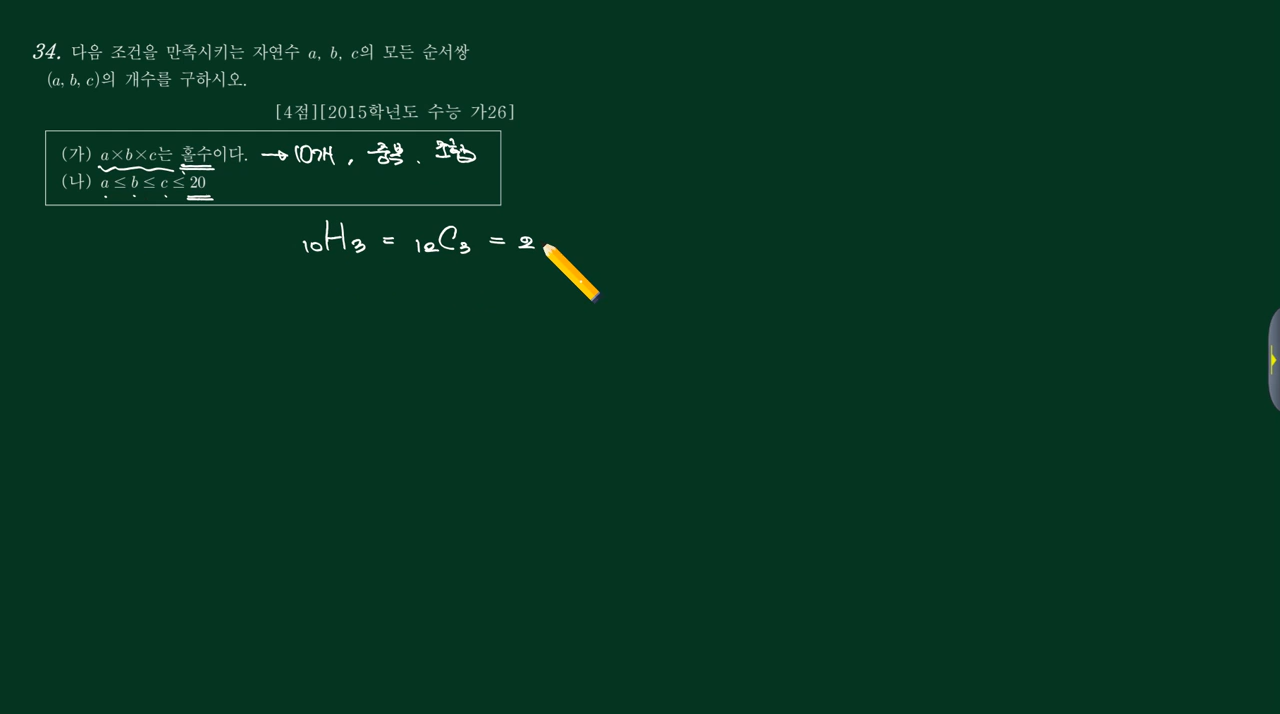 34. 다음 조건을 만족시키는 자연수 a, b, c의 모든 순서쌍
(a, b, c)의 개수를 구하시오.
[4점][2015학년도 수능 가26]
(가) a×b×c는 홀수이다. → 10개, 중복, 조합
(나) a≤b≤c≤20
₁₀H₃ = ₁₂C₃ = 2